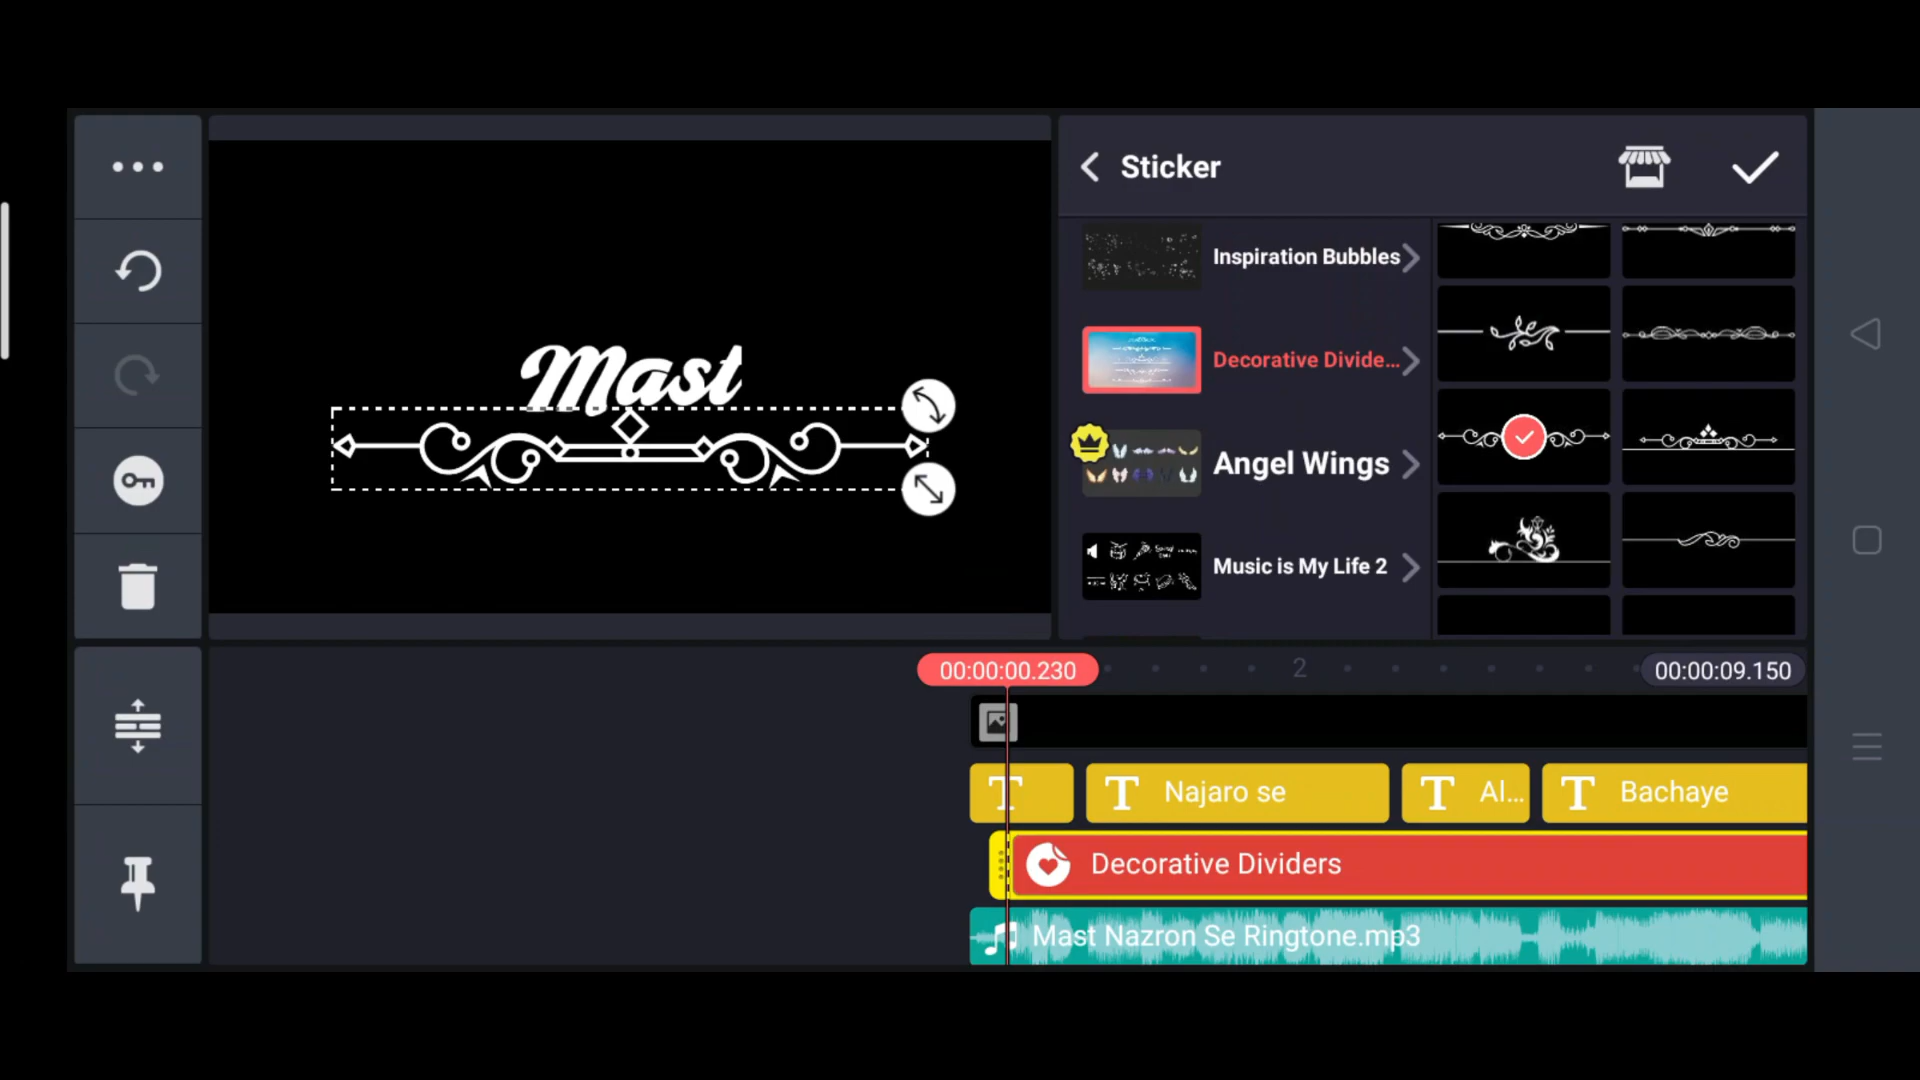 Sticker
Inspiration Bubbles
Decorative Divide...
Angel Wings
Music is My Life 2
Mast
00:00:00.230
2
00:00:09.150
T
T Najaro se
T Al...
T Bachaye
Decorative Dividers
Mast Nazron Se Ringtone.mp3